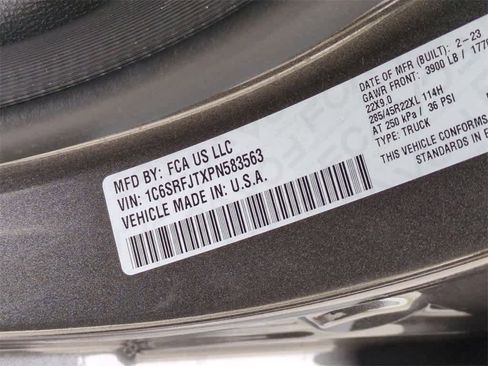 MFD BY: FCA US LLC
VIN: 1C6SRFJTXPN583563
VEHICLE MADE IN: U.S.A.
DATE OF MFR (BUILT): 2-23
GAWR FRONT: 3900 LB /
22X9.0
285/45R22XL 114H
AT 250 kPa / 36 PSI
TYPE: TRUCK
THIS VEHICLE CONFORMS
STANDARDS IN